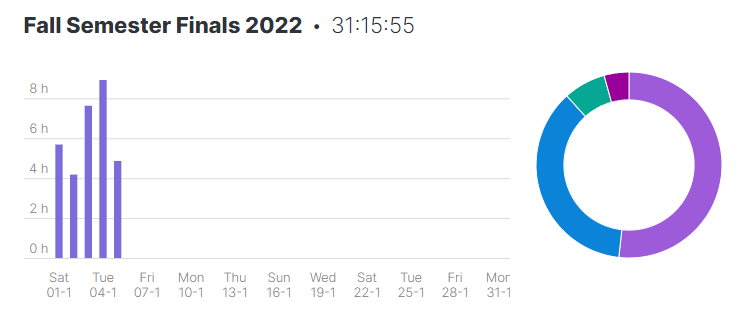 Fall Semester Finals 2022 • 31:15:55
8 h
6 h
4 h
2 h
0 h
Sat Tue Fri Mon Thu Sun Wed Sat Tue Fri Mor
01-1 04-1 07-1 10-1 13-1 16-1 19-1 22-1 25-1 28-1 31-1